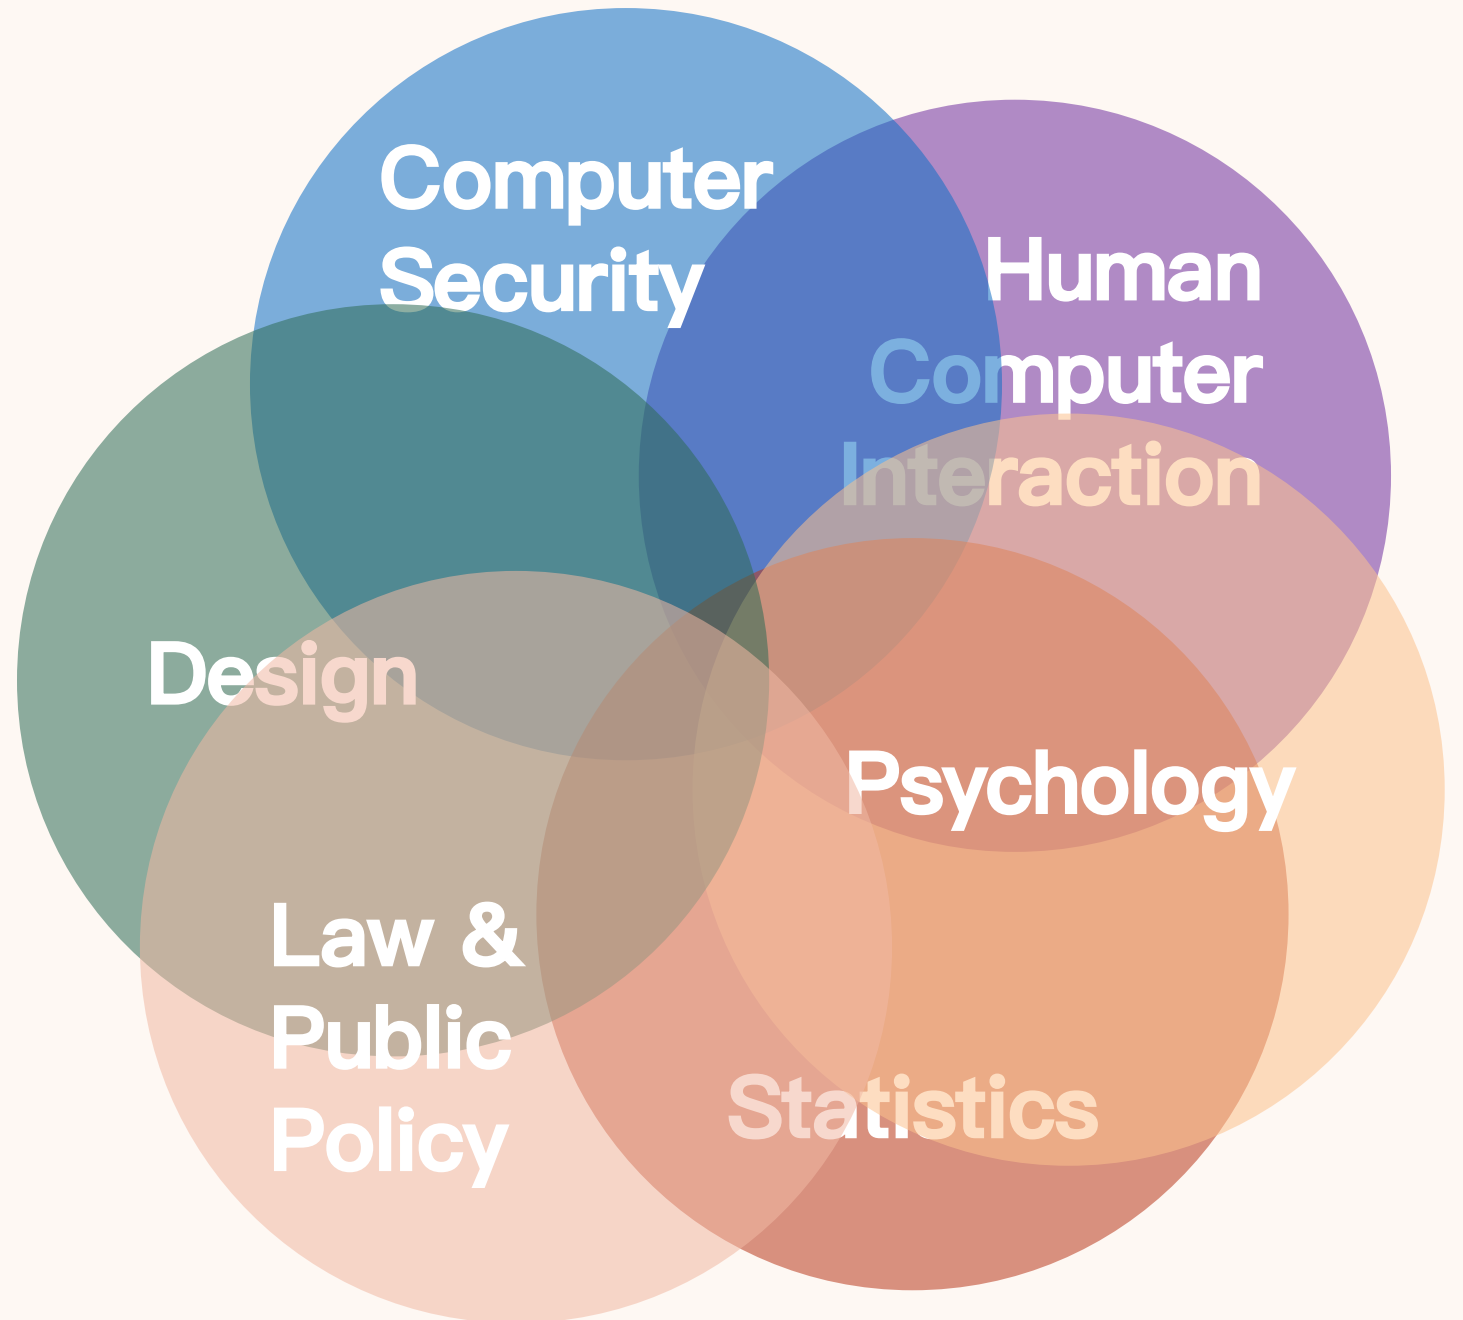 Computer
Security
Human
Computer
Interaction
Design
Psychology
Law &
Public
Policy
Statistics